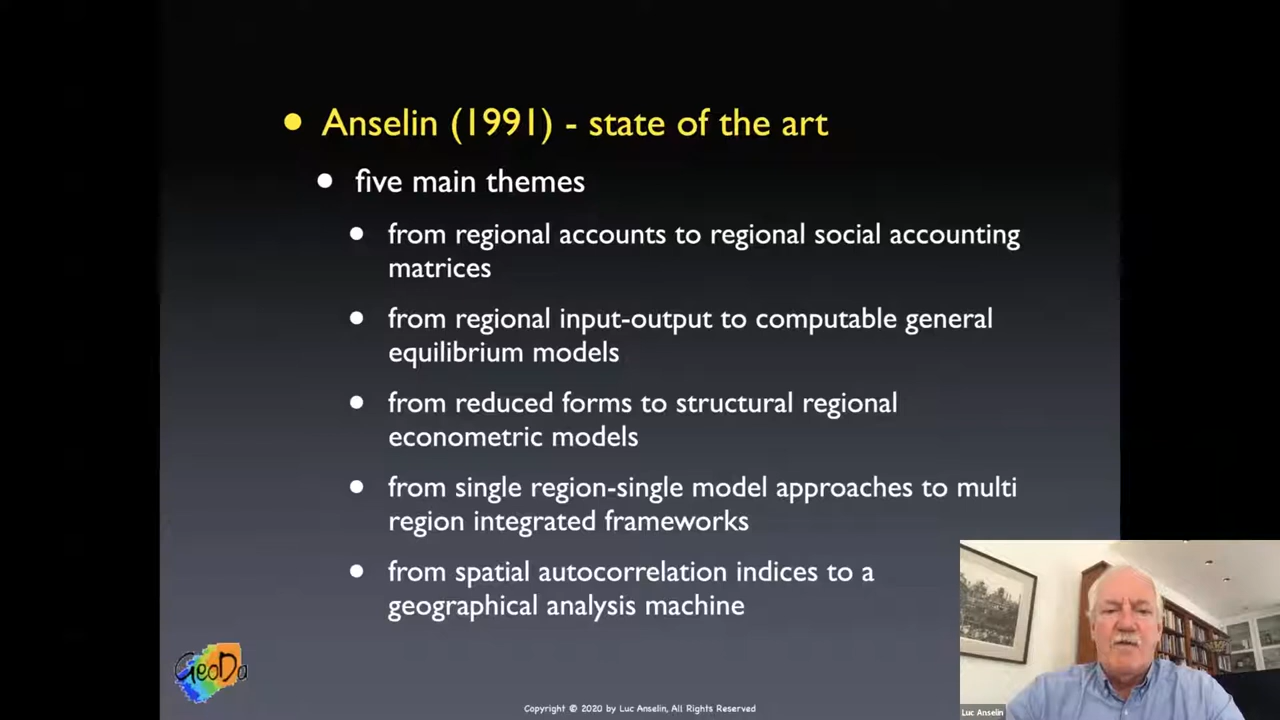 Anselin (1991) - state of the art
five main themes
from regional accounts to regional social accounting
matrices
from regional input-output to computable general
equilibrium models
from reduced forms to structural regional
econometric models
from single region-single model approaches to multi
region integrated frameworks
from spatial autocorrelation indices to a
geographical analysis machine
GeoDa
Copyright © 2020 by Luc Anselin, All Rights Reserved
Luc Anselin